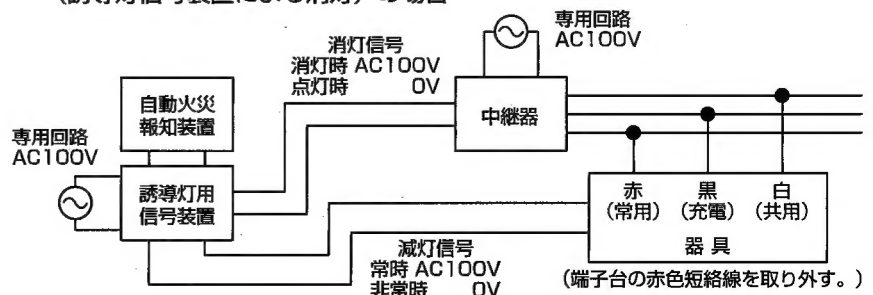 (誘導灯信号装置による消灯)の場合
専用回路
AC100V
消灯信号
消灯時 AC100V
点灯時 0V
自動火災
報知装置
中継器
専用回路
AC100V
誘導灯用
信号装置
赤 黒 白
(常用) (充電) (共用)
器 具
減灯信号
常時 AC100V
非常時 0V
(端子台の赤色短絡線を取り外す。)